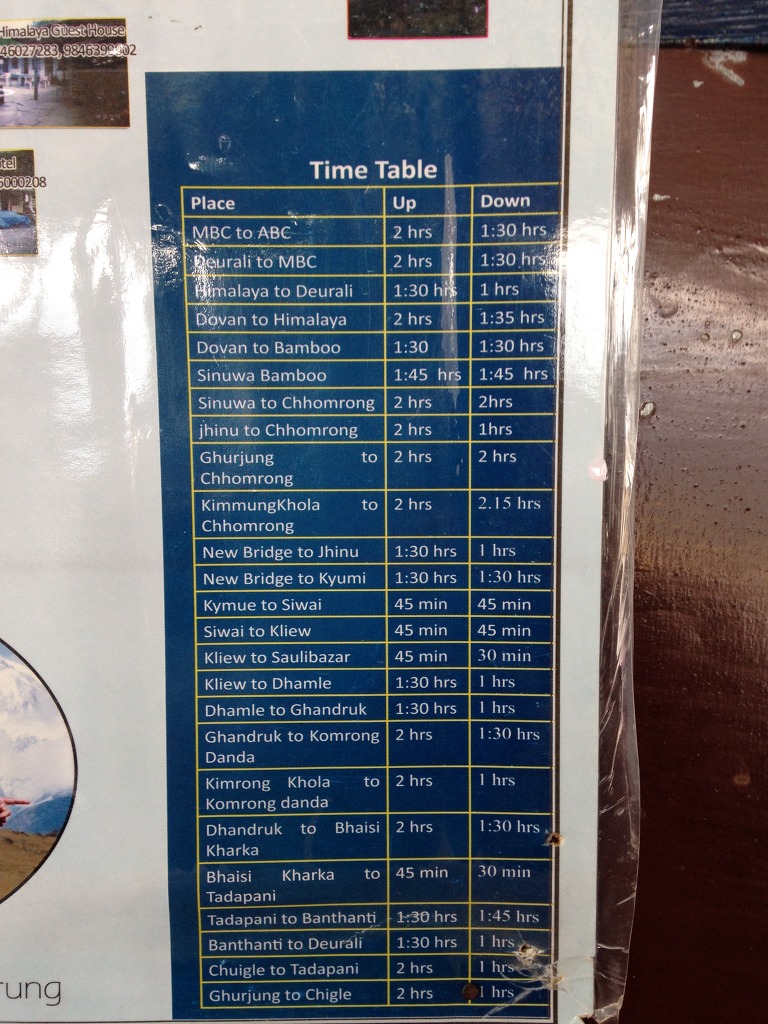 Himalaya Guest House
46027283, 9846399002
tel
5000208
Time Table
Place Up Down
MBC to ABC 2 hrs 1:30 hrs
Deurali to MBC 2 hrs 1:30 hrs
Himalaya to Deurali 1:30 hrs 1 hrs
Dovan to Himalaya 2 hrs 1:35 hrs
Dovan to Bamboo 1:30 1:30 hrs
Sinuwa Bamboo 1:45 hrs 1:45 hrs
Sinuwa to Chhomrong 2 hrs 2hrs
jhinu to Chhomrong 2 hrs 1hrs
Ghurjung to 2 hrs 2 hrs
Chhomrong
KimmungKhola to 2 hrs 2.15 hrs
Chhomrong
New Bridge to Jhinu 1:30 hrs 1 hrs
New Bridge to Kyumi 1:30 hrs 1:30 hrs
Kymue to Siwai 45 min 45 min
Siwai to Kliew 45 min 45 min
Kliew to Saulibazar 45 min 30 min
Kliew to Dhamle 1:30 hrs 1 hrs
Dhamle to Ghandruk 1:30 hrs 1 hrs
Ghandruk to Komrong 2 hrs 1:30 hrs
Danda
Kimrong Khola to 2 hrs 1 hrs
Komrong danda
Dhandruk to Bhaisi 2 hrs 1:30 hrs
Kharka
Bhaisi Kharka to 45 min 30 min
Tadapani
Tadapani to Banthanti 1:30 hrs 1:45 hrs
Banthanti to Deurali 1:30 hrs 1 hrs
Chuigle to Tadapani 2 hrs 1 hrs
Ghurjung to Chigle 2 hrs 1 hrs
rung